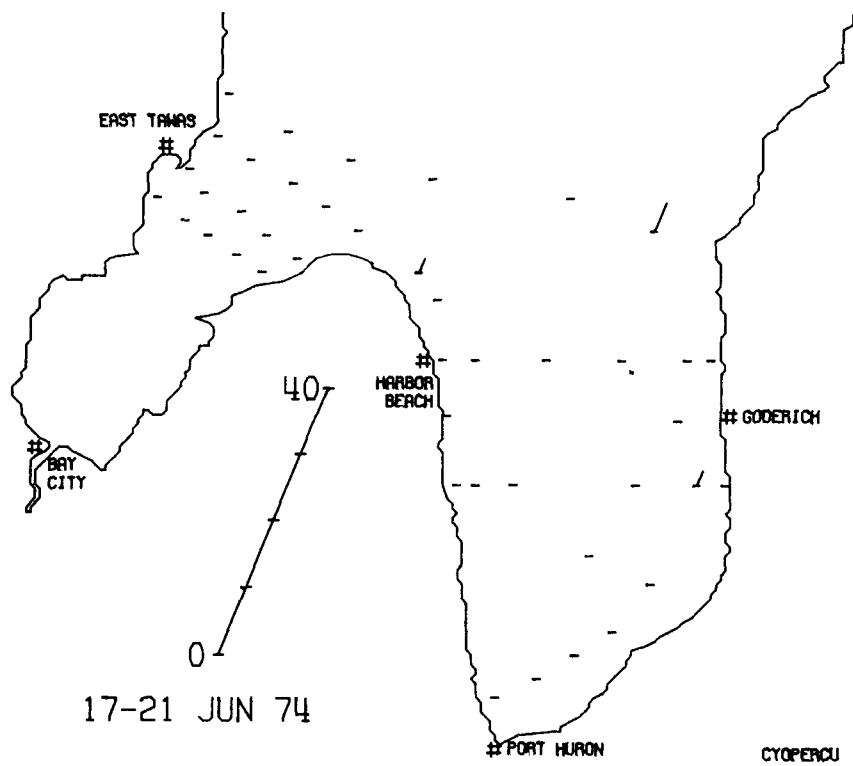 EAST TAWAS
#
40
#
HARBOR
BEACH
# GODERICH
#
BAY
CITY
0
17-21 JUN 74
# PORT HURON
CYOPERCU